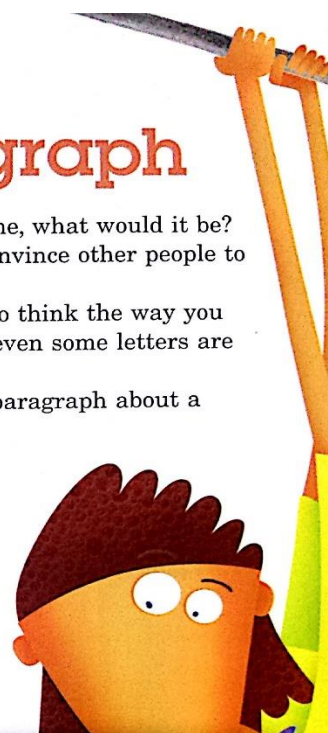 graph
ne, what would it be?
nvince other people to
o think the way you
even some letters are
paragraph about a